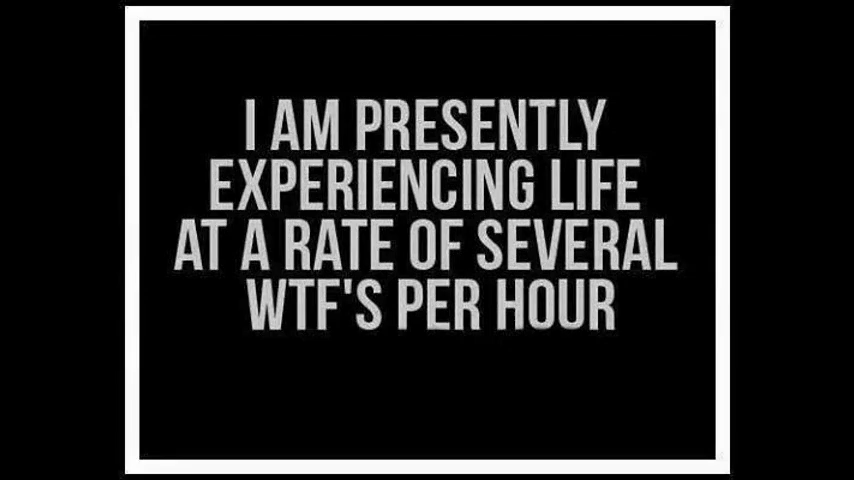 I AM PRESENTLY
EXPERIENCING LIFE
AT A RATE OF SEVERAL
WTF'S PER HOUR